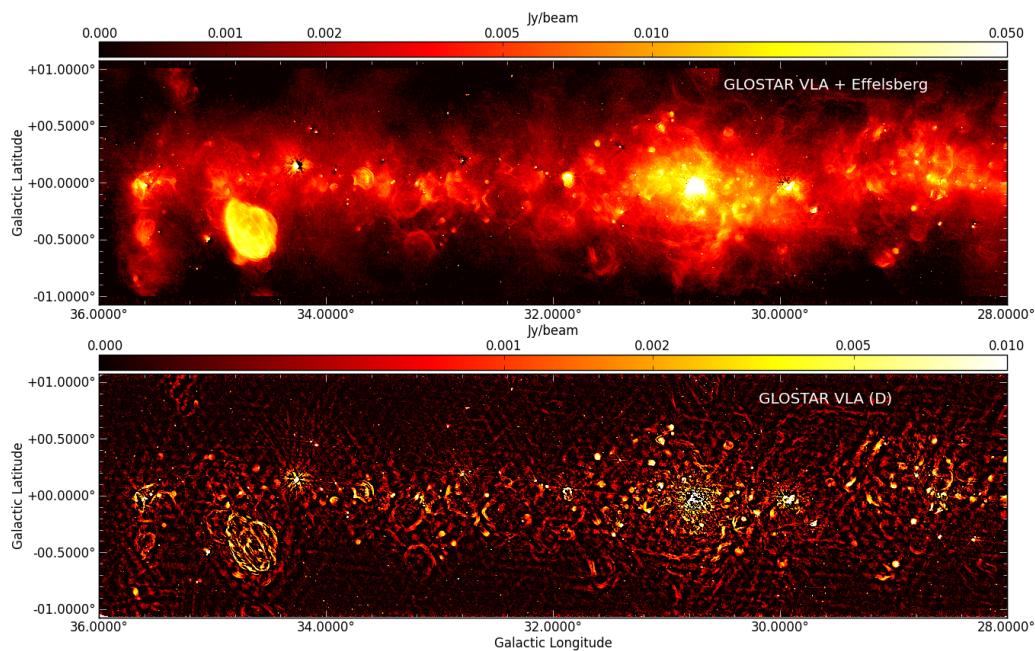 Jy/beam
0.000 0.001 0.002 0.005 0.010 0.050
+01.0000°
GLOSTAR VLA + Effelsberg
+00.5000°
+00.0000°
-00.5000°
-01.0000°
Galactic Latitude
36.0000° 34.0000° 32.0000° 30.0000° 28.0000°
Jy/beam
0.000 0.001 0.002 0.005 0.010
+01.0000°
GLOSTAR VLA (D)
+00.5000°
+00.0000°
-00.5000°
-01.0000°
Galactic Latitude
36.0000° 34.0000° 32.0000° 30.0000° 28.0000°
Galactic Longitude